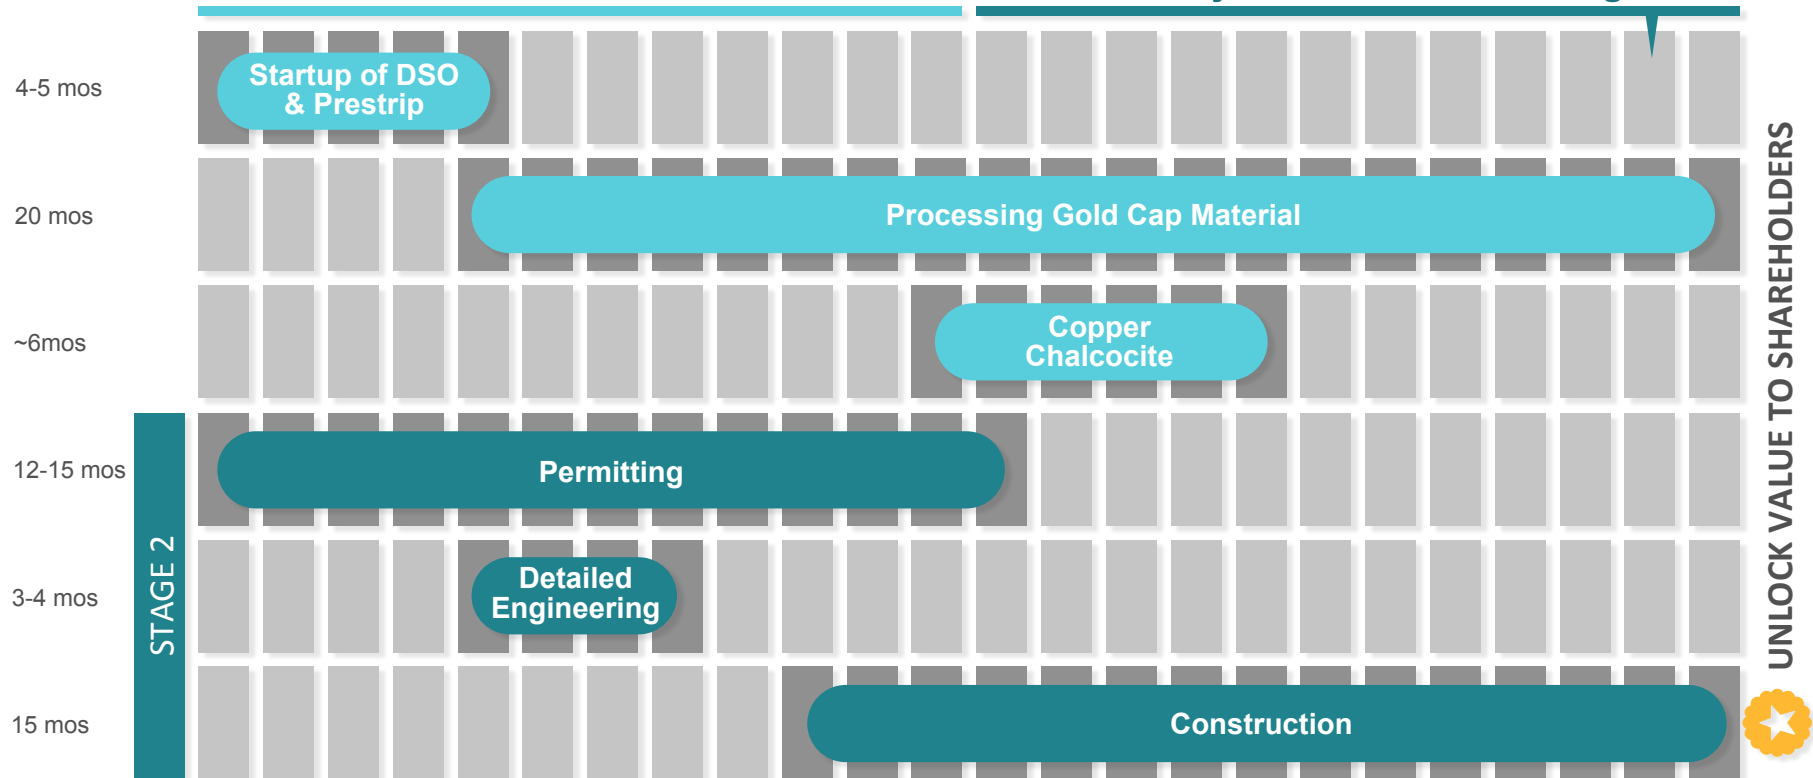 4-5 mos
Startup of DSO
& Prestrip
20 mos
Processing Gold Cap Material
~6mos
Copper
Chalcocite
12-15 mos
Permitting
3-4 mos
Detailed
Engineering
15 mos
Construction
STAGE 2
UNLOCK VALUE TO SHAREHOLDERS